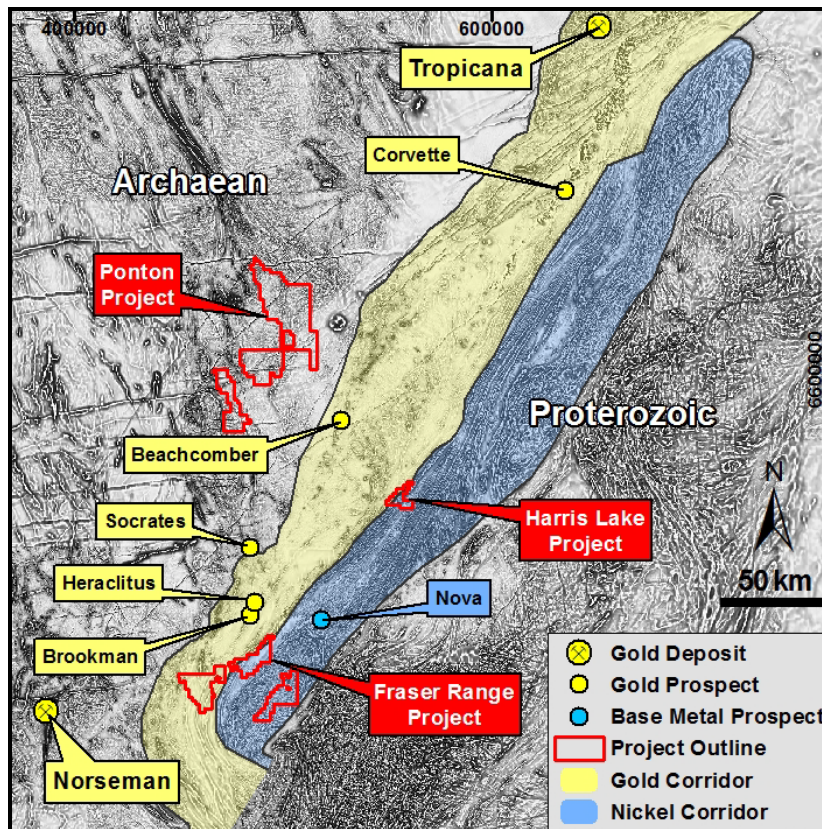 400000
600000
Tropicana
Corvette
Archaean
Ponton
Project
6600000
Proterozoic
Beachcomber
N
Harris Lake
Project
Socrates
Heraclitus
50 km
Nova
Brookman
Fraser Range
Project
Norseman
Gold Deposit
Gold Prospect
Base Metal Prospect
Project Outline
Gold Corridor
Nickel Corridor